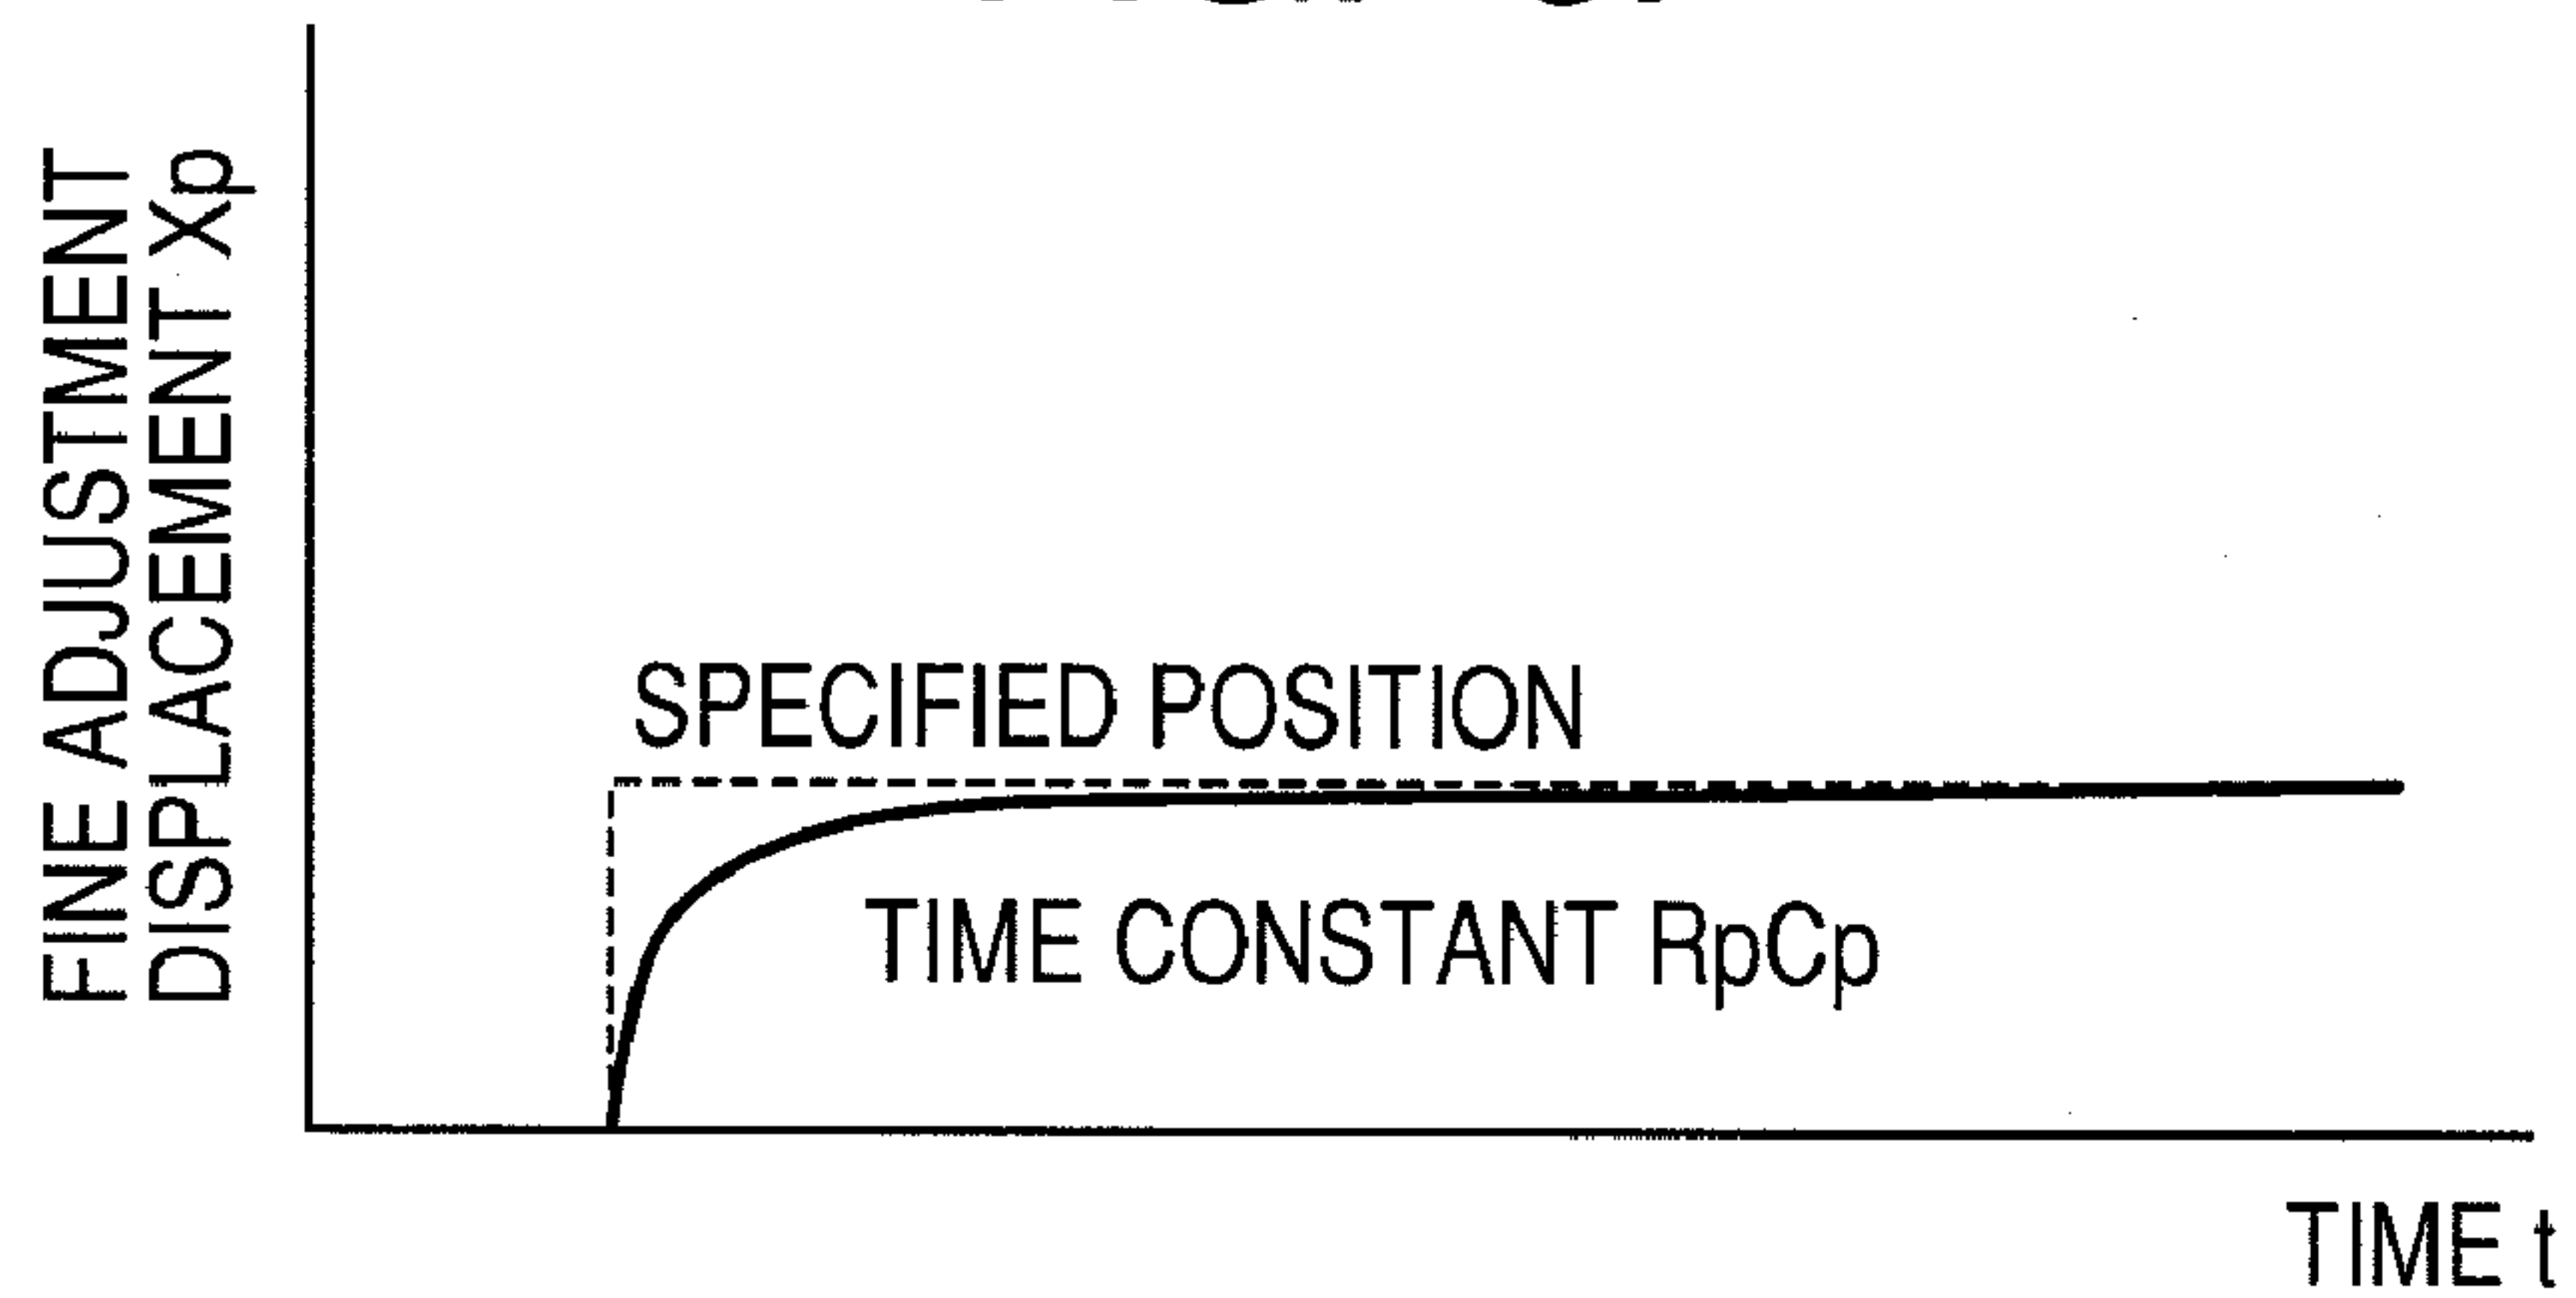 FINE ADJUSTMENT
DISPLACEMENT Xp
SPECIFIED POSITION
TIME CONSTANT RpCp
TIME t